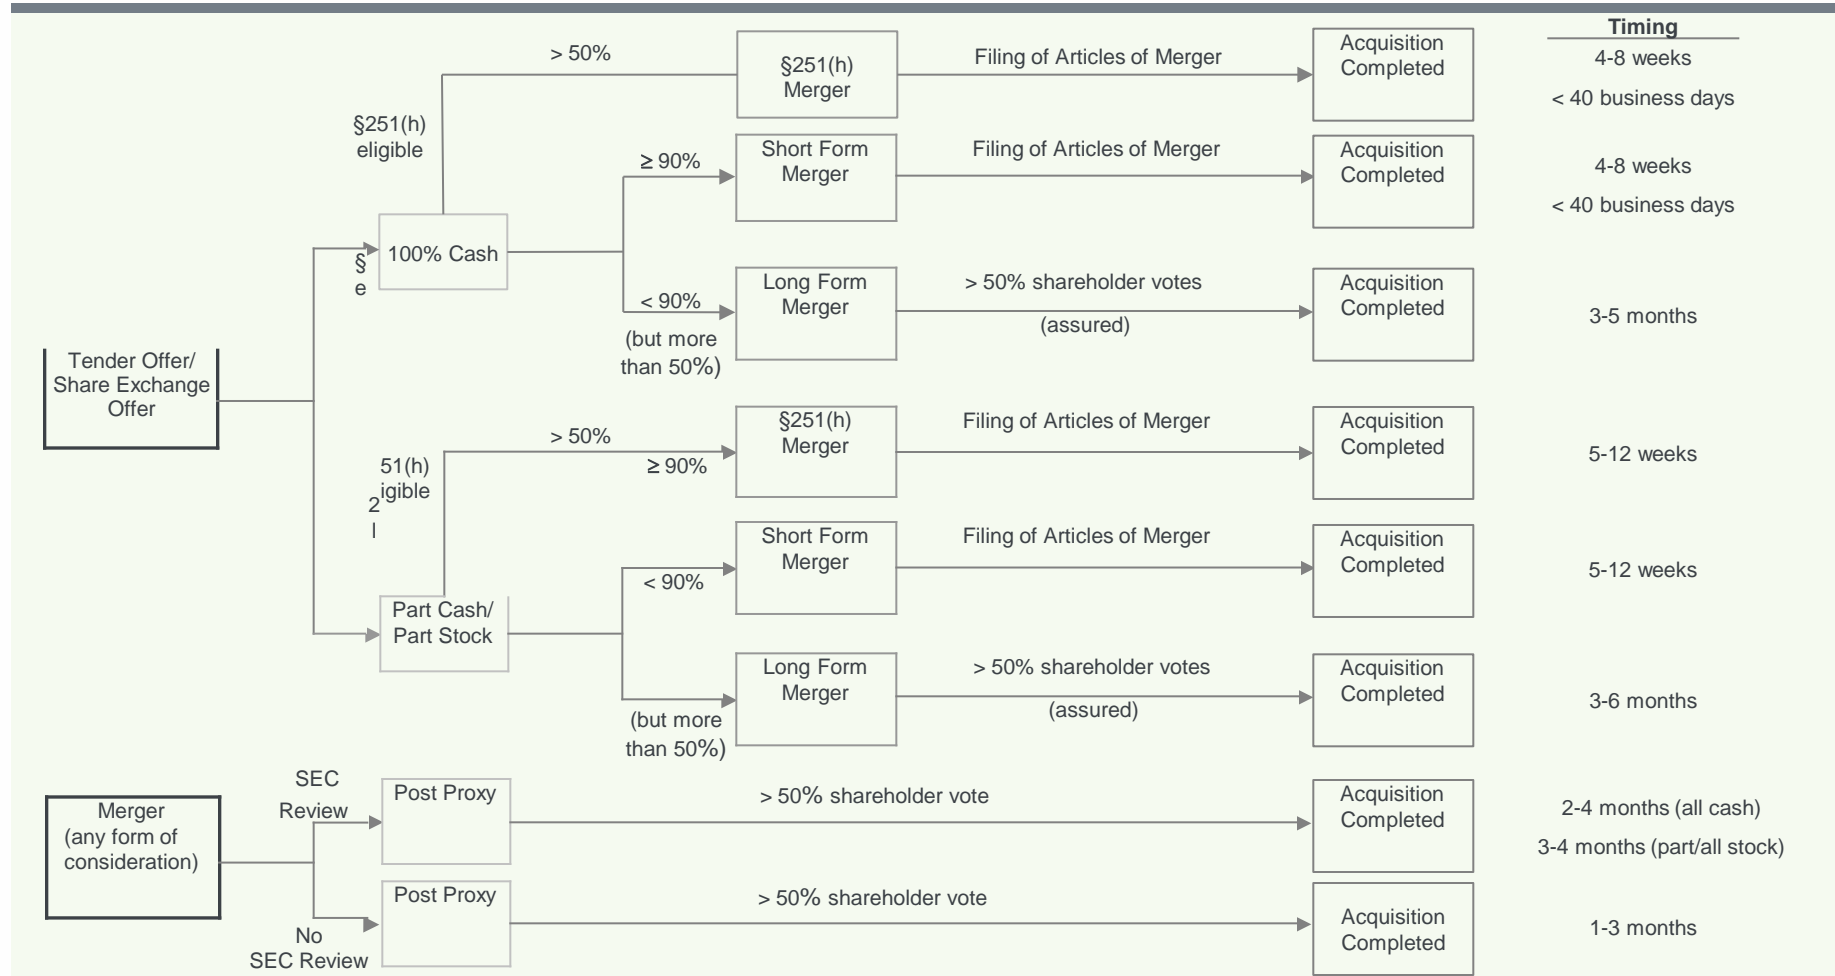 Timing
> 50%
§251(h)
Merger
Filing of Articles of Merger
Acquisition
Completed
4-8 weeks
< 40 business days
§251(h)
eligible
≥ 90%
Short Form
Merger
Filing of Articles of Merger
Acquisition
Completed
4-8 weeks
< 40 business days
100% Cash
§
e
< 90%
(but more
than 50%)
Long Form
Merger
> 50% shareholder votes
(assured)
Acquisition
Completed
3-5 months
Tender Offer/
Share Exchange
Offer
> 50%
≥ 90%
§251(h)
Merger
Filing of Articles of Merger
Acquisition
Completed
5-12 weeks
51(h)
igible
2
l
< 90%
Short Form
Merger
Filing of Articles of Merger
Acquisition
Completed
5-12 weeks
Part Cash/
Part Stock
(but more
than 50%)
Long Form
Merger
> 50% shareholder votes
(assured)
Acquisition
Completed
3-6 months
Merger
(any form of
consideration)
SEC
Review
Post Proxy
> 50% shareholder vote
Acquisition
Completed
2-4 months (all cash)
3-4 months (part/all stock)
No
SEC Review
Post Proxy
> 50% shareholder vote
Acquisition
Completed
1-3 months